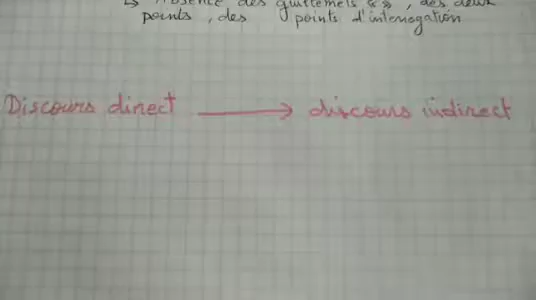 ↳ Absence des guillemets « », des deux
points, des points d'interrogation
Discours direct → discours indirect